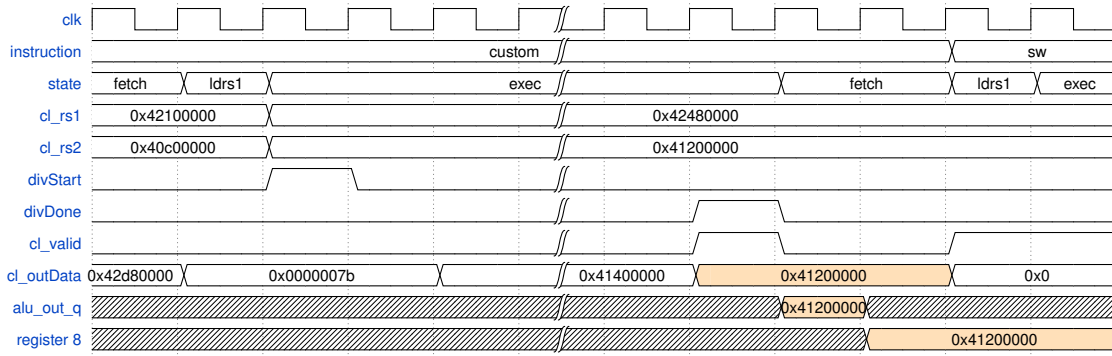 clk
instruction custom sw
state fetch ldrs1 exec fetch ldrs1 exec
cl_rs1 0x42100000 0x42480000
cl_rs2 0x40c00000 0x41200000
divStart
divDone
cl_valid
cl_outData 0x42d80000 0x0000007b 0x41400000 0x41200000 0x0
alu_out_q 0x41200000
register 8 0x41200000